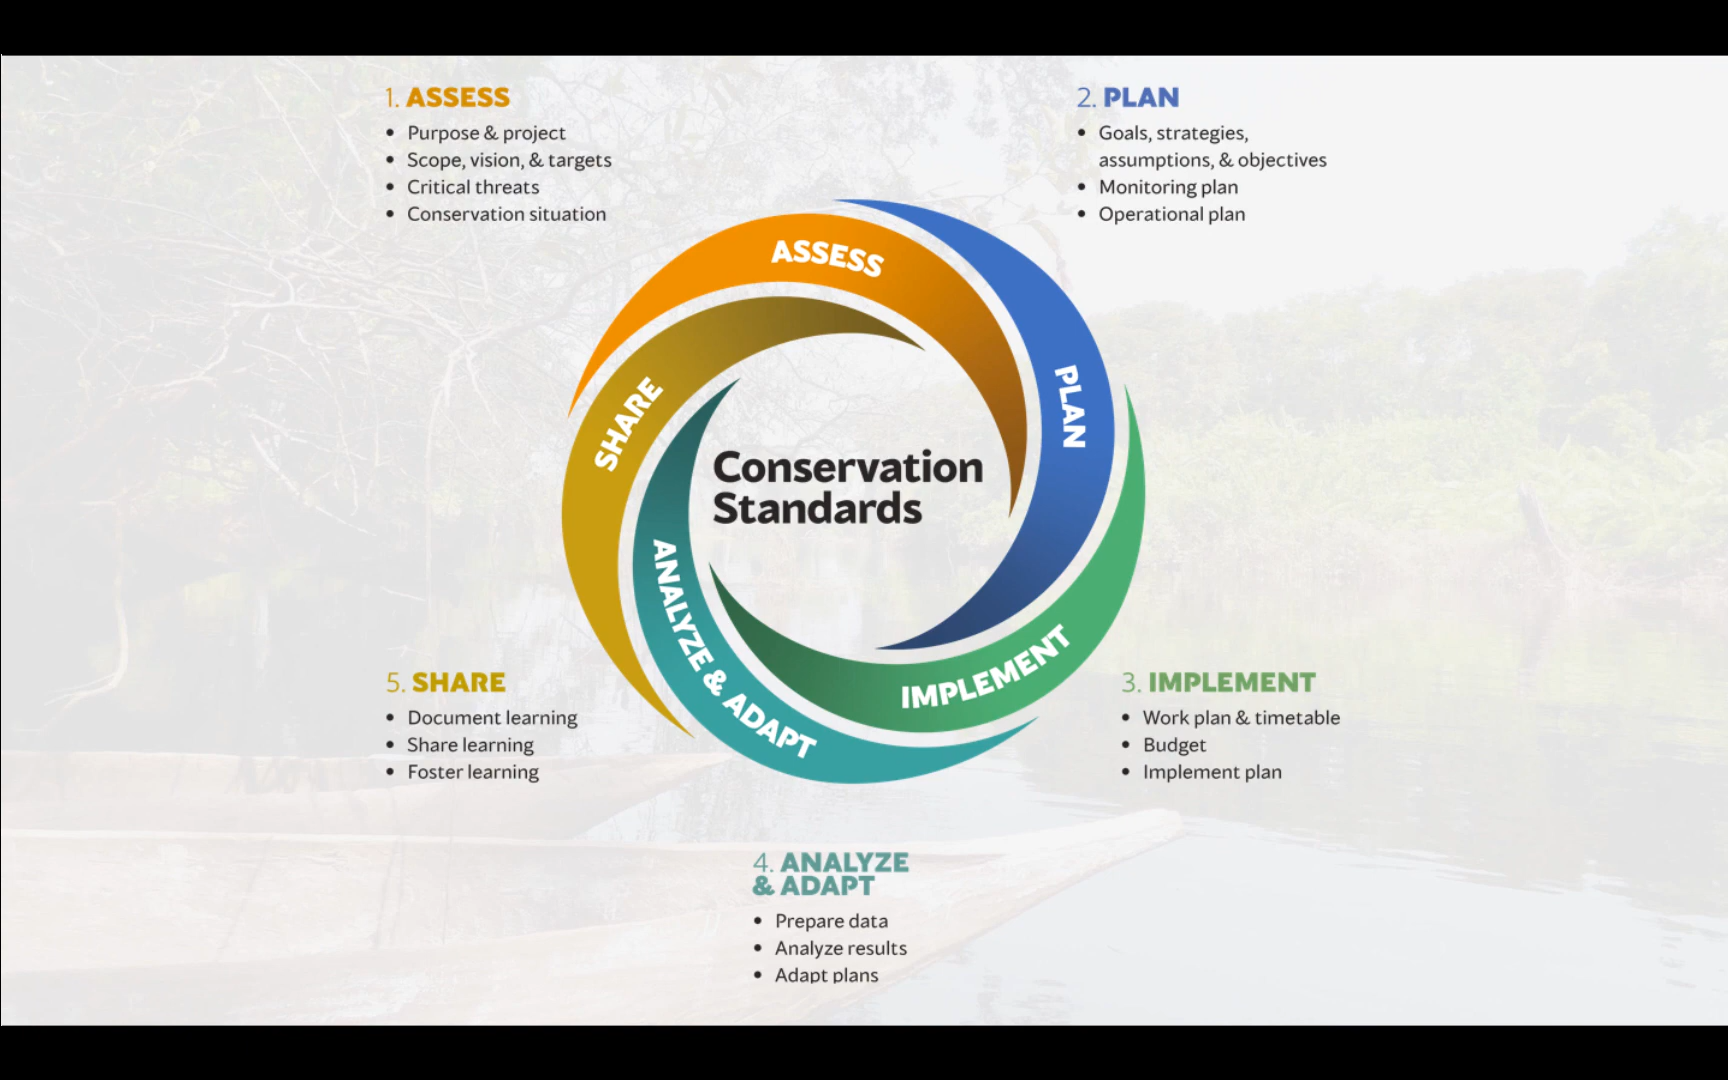 1. ASSESS
• Purpose & project
• Scope, vision, & targets
• Critical threats
• Conservation situation
2. PLAN
• Goals, strategies,
assumptions, & objectives
• Monitoring plan
• Operational plan
ASSESS
PLAN
SHARE
Conservation
Standards
ANALYZE & ADAPT
IMPLEMENT
5. SHARE
• Document learning
• Share learning
• Foster learning
3. IMPLEMENT
• Work plan & timetable
• Budget
• Implement plan
4. ANALYZE
& ADAPT
• Prepare data
• Analyze results
• Adapt plans